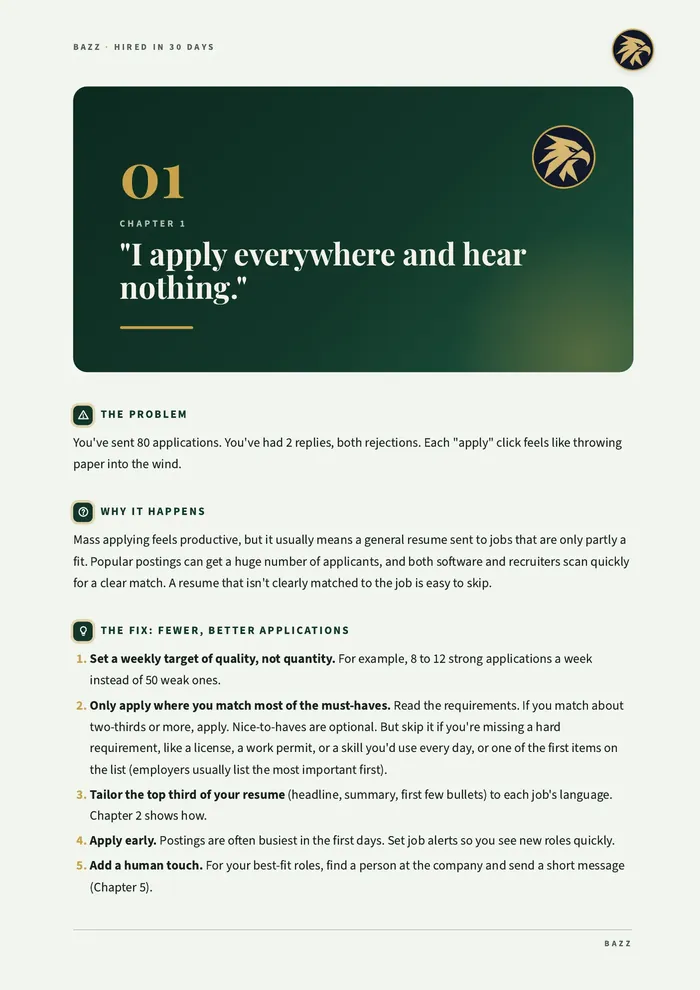 BAZZ · HIRED IN 30 DAYS
01
CHAPTER 1
"I apply everywhere and hear
nothing."
THE PROBLEM
You've sent 80 applications. You've had 2 replies, both rejections. Each "apply" click feels like throwing
paper into the wind.
WHY IT HAPPENS
Mass applying feels productive, but it usually means a general resume sent to jobs that are only partly a
fit. Popular postings can get a huge number of applicants, and both software and recruiters scan quickly
for a clear match. A resume that isn't clearly matched to the job is easy to skip.
THE FIX: FEWER, BETTER APPLICATIONS
1. Set a weekly target of quality, not quantity. For example, 8 to 12 strong applications a week
instead of 50 weak ones.
2. Only apply where you match most of the must-haves. Read the requirements. If you match about
two-thirds or more, apply. Nice-to-haves are optional. But skip it if you're missing a hard
requirement, like a license, a work permit, or a skill you'd use every day, or one of the first items on
the list (employers usually list the most important first).
3. Tailor the top third of your resume (headline, summary, first few bullets) to each job's language.
Chapter 2 shows how.
4. Apply early. Postings are often busiest in the first days. Set job alerts so you see new roles quickly.
5. Add a human touch. For your best-fit roles, find a person at the company and send a short message
(Chapter 5).
BAZZ